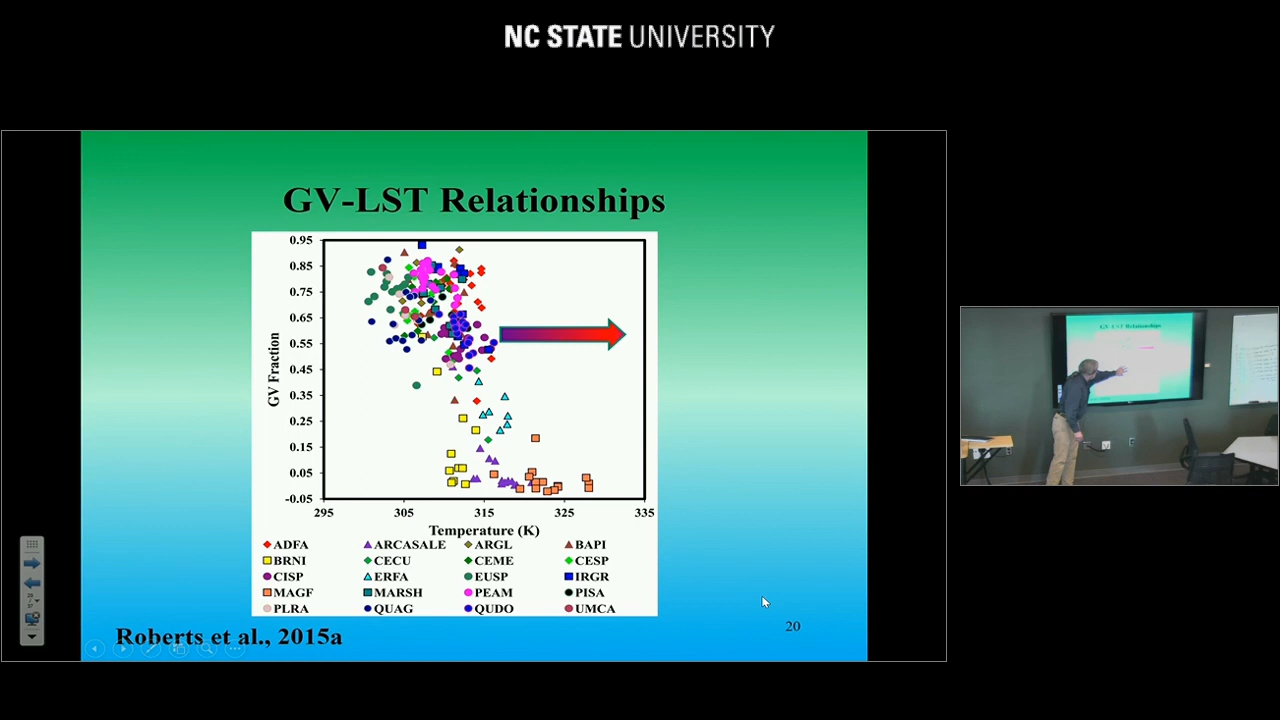 NC STATE UNIVERSITY
GV-LST Relationships
0.95
0.85
0.75
0.65
0.55
0.45
0.35
0.25
0.15
0.05
-0.05
GV Fraction
295 305 315 325 335
Temperature (K)
ADFA ARCASALE ARGL BAPI
BRNI CECU CEME CESP
CISP ERFA EUSP IRGR
MAGF MARSH PEAM PISA
PLRA QUAG QUDO UMCA
Roberts et al., 2015a
20
GV-LST Relationships